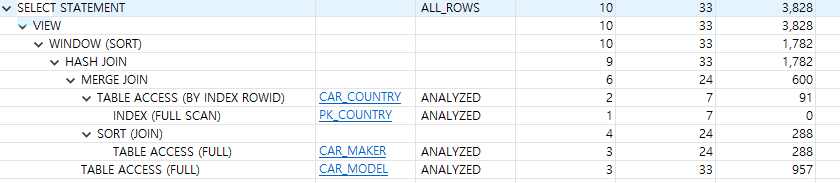 SELECT STATEMENT ALL_ROWS 10 33 3,828
VIEW 10 33 3,828
WINDOW (SORT) 10 33 1,782
HASH JOIN 9 33 1,782
MERGE JOIN 6 24 600
TABLE ACCESS (BY INDEX ROWID) CAR_COUNTRY ANALYZED 2 7 91
INDEX (FULL SCAN) PK_COUNTRY ANALYZED 1 7 0
SORT (JOIN) 4 24 288
TABLE ACCESS (FULL) CAR_MAKER ANALYZED 3 24 288
TABLE ACCESS (FULL) CAR_MODEL ANALYZED 3 33 957